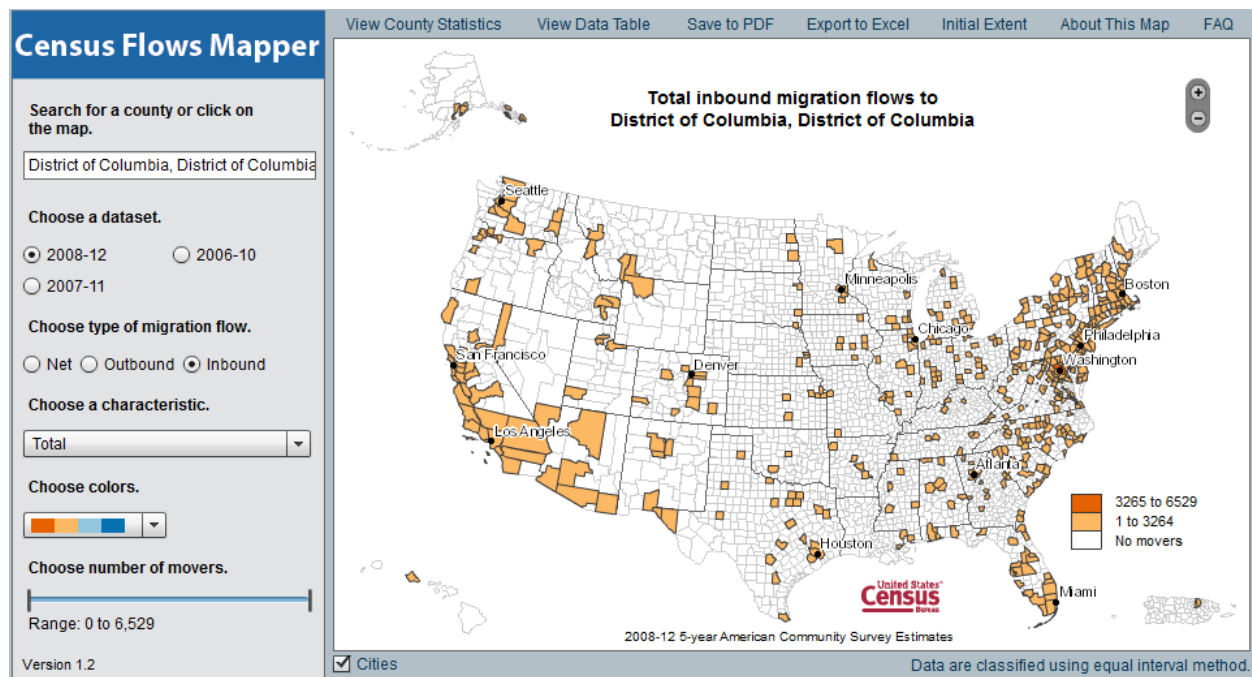 Census Flows Mapper
View County Statistics
View Data Table
Save to PDF
Export to Excel
Initial Extent
About This Map
FAQ
Search for a county or click on
the map.
District of Columbia, District of Columbia
Choose a dataset.
2008-12
2006-10
2007-11
Choose type of migration flow.
Net
Outbound
Inbound
Choose a characteristic.
Total
Choose colors.
Choose number of movers.
Range: 0 to 6,529
Version 1.2
Total inbound migration flows to
District of Columbia, District of Columbia
Seattle
Minneapolis
Boston
Chicago
Philadelphia
San Francisco
Denver
Washington
Los Angeles
Atlanta
3265 to 6529
1 to 3264
No movers
Houston
United States
Census
Bureau
Miami
2008-12 5-year American Community Survey Estimates
Cities
Data are classified using equal interval method.